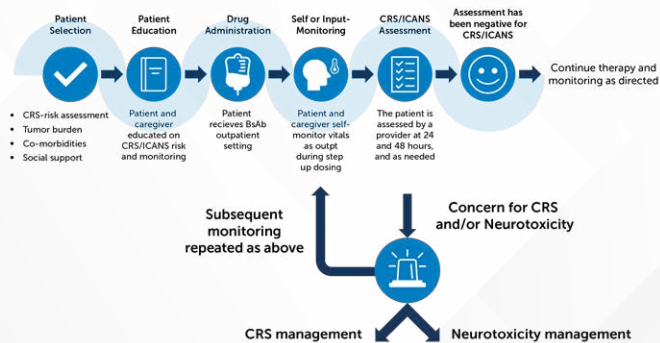 Patient
Selection
Patient
Education
Drug
Administration
Self or Input-
Monitoring
CRS/ICANS
Assessment
Assessment has
been negative for
CRS/ICANS
Continue therapy and
monitoring as directed
• CRS-risk assessment
• Tumor burden
• Co-morbidities
• Social support
Patient and
caregiver
educated on
CRS/ICANS risk
and monitoring
Patient
recieves BsAb
outpatient
setting
Patient and
caregiver self-
monitor vitals
as outpt
during step
up dosing
The patient is
assessed by a
provider at 24
and 48 hours,
and as needed
Subsequent
monitoring
repeated as above
Concern for CRS
and/or Neurotoxicity
CRS management
Neurotoxicity management